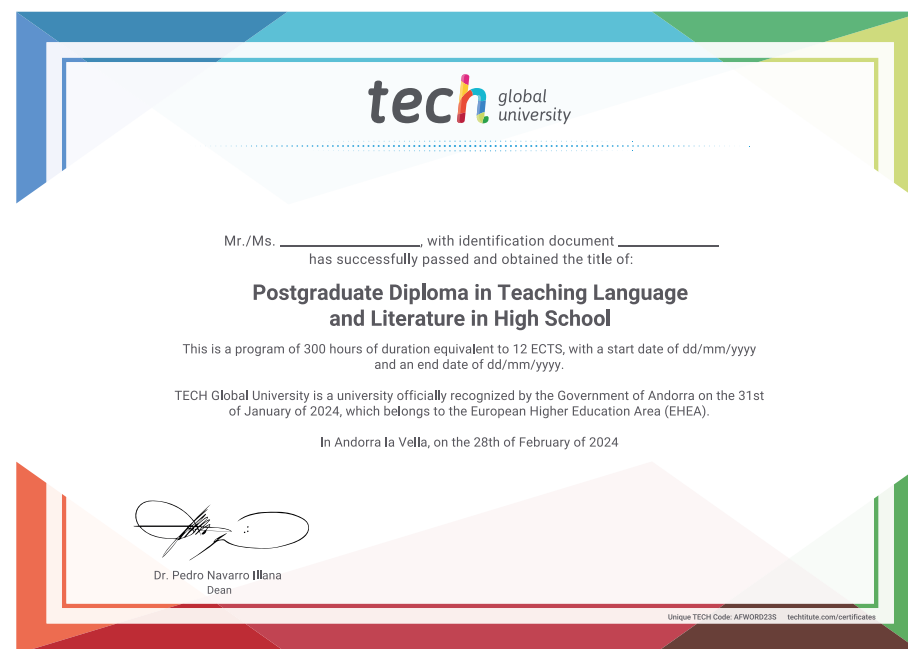 tech global university
Mr./Ms. ____________________, with identification document ______________
has successfully passed and obtained the title of:
Postgraduate Diploma in Teaching Language
and Literature in High School
This is a program of 300 hours of duration equivalent to 12 ECTS, with a start date of dd/mm/yyyy
and an end date of dd/mm/yyyy.
TECH Global University is a university officially recognized by the Government of Andorra on the 31st
of January of 2024, which belongs to the European Higher Education Area (EHEA).
In Andorra la Vella, on the 28th of February of 2024
Dr. Pedro Navarro Illana
Dean
Unique TECH Code: AFWORD23S techtitute.com/certificates